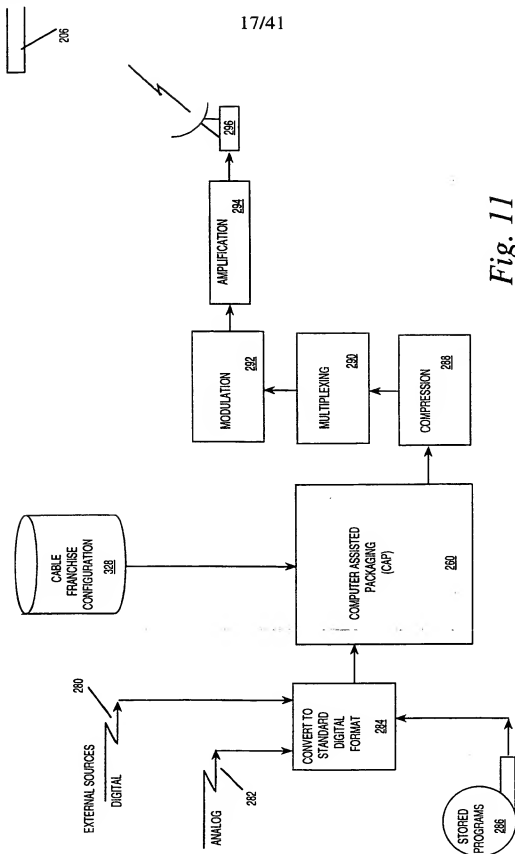 17/41
206
296
AMPLIFICATION
294
MODULATION
292
MULTIPLEXING
290
COMPRESSION
288
CABLE
FRANCHISE
CONFIGURATION
328
COMPUTER ASSISTED
PACKAGING
(CAP)
260
EXTERNAL SOURCES
DIGITAL
280
ANALOG
282
CONVERT TO
STANDARD
DIGITAL
FORMAT
284
STORED
PROGRAMS
286
Fig. 11